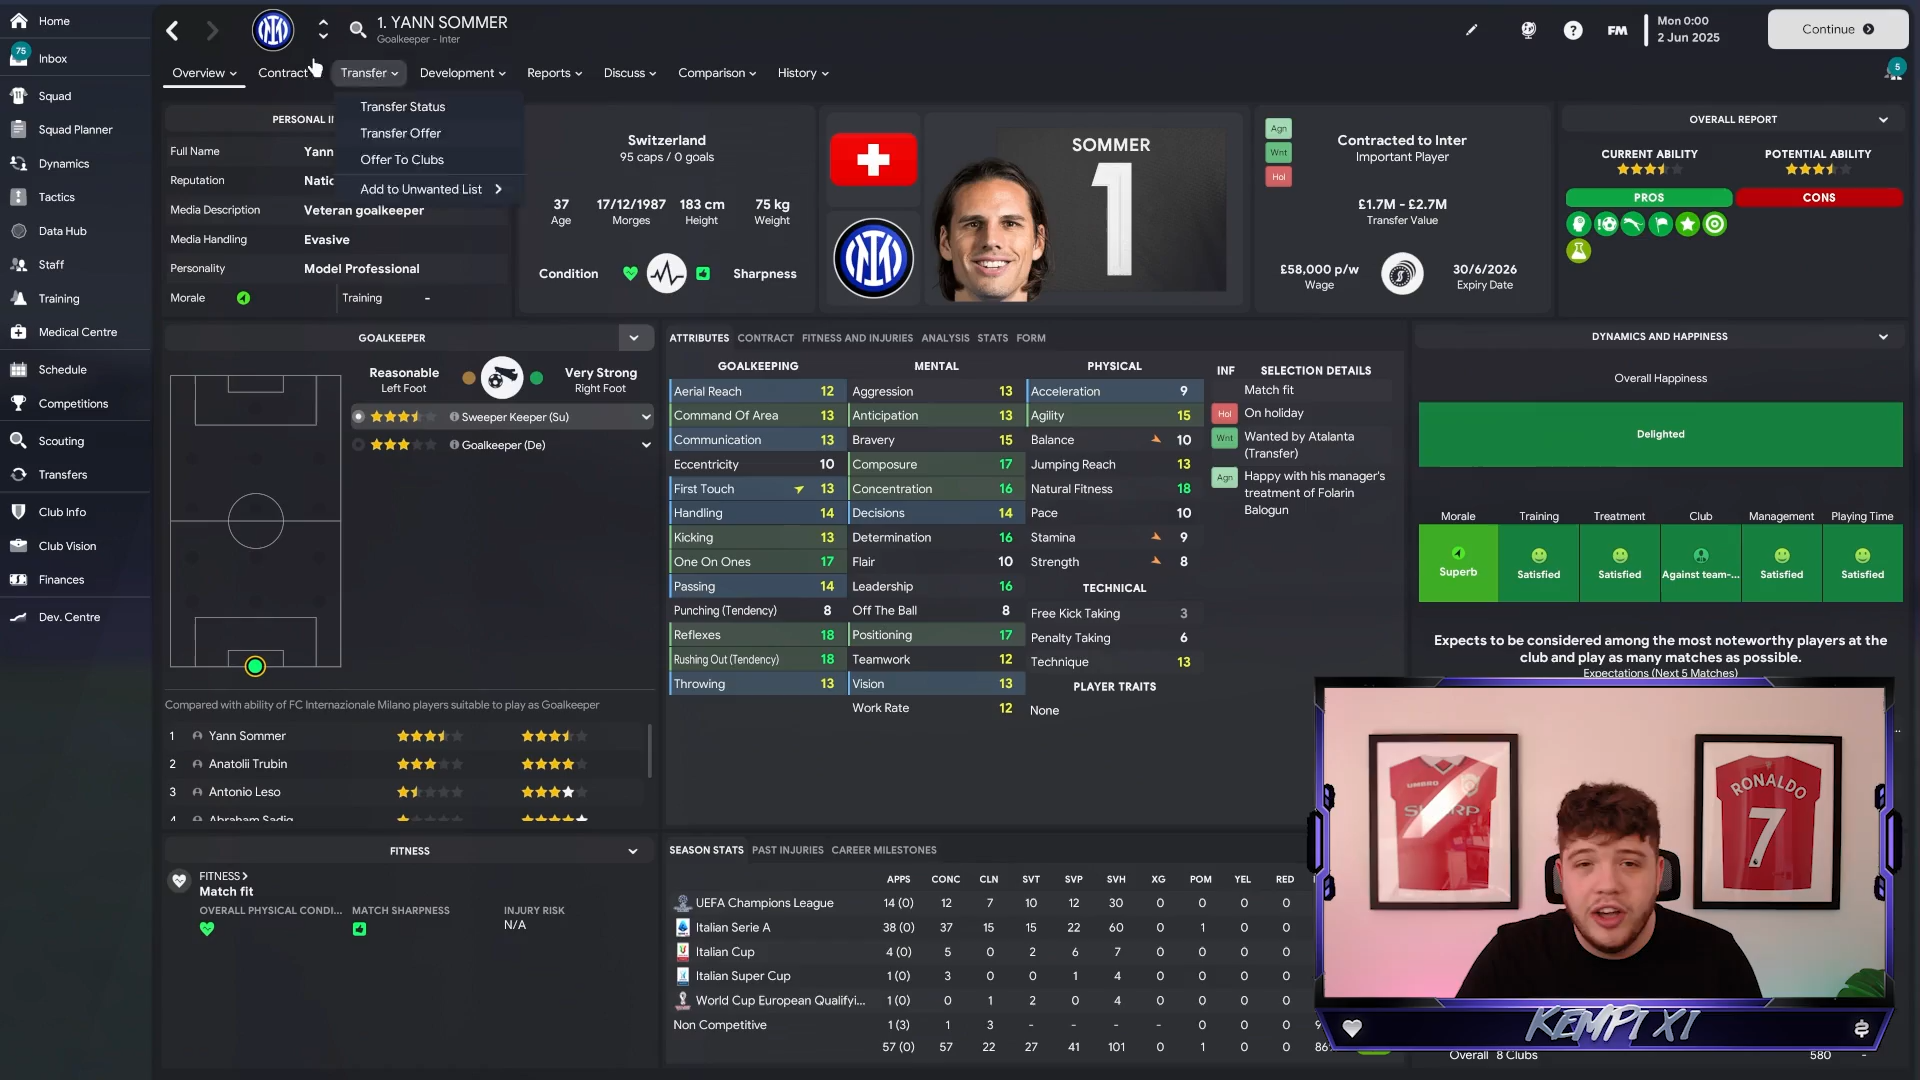 Home
75
Inbox
Squad
Squad Planner
Dynamics
Tactics
Data Hub
Staff
Training
Medical Centre
Schedule
Competitions
Scouting
Transfers
Club Info
Club Vision
Finances
Dev. Centre
1. YANN SOMMER
Goalkeeper - Inter
FM
Mon 0:00
2 Jun 2025
Continue
Overview
Contract
Transfer
Development
Reports
Discuss
Comparison
History
5
Transfer Status
Transfer Offer
Offer To Clubs
Add to Unwanted List
PERSONAL I
Full Name Yann
Reputation Natio
Media Description Veteran goalkeeper
Media Handling Evasive
Personality Model Professional
Morale
Training -
Switzerland
95 caps / 0 goals
37 17/12/1987 183 cm 75 kg
Age Morges Height Weight
Condition Sharpness
SOMMER
1
Agn
Wnt
Hol
Contracted to Inter
Important Player
£1.7M - £2.7M
Transfer Value
£58,000 p/w
Wage
30/6/2026
Expiry Date
OVERALL REPORT
CURRENT ABILITY POTENTIAL ABILITY
PROS CONS
GOALKEEPER
Reasonable
Left Foot
Very Strong
Right Foot
Sweeper Keeper (Su)
Goalkeeper (De)
Compared with ability of FC Internazionale Milano players suitable to play as Goalkeeper
1 Yann Sommer
2 Anatolii Trubin
3 Antonio Leso
4 Abraham Sadig
FITNESS
FITNESS >
Match fit
OVERALL PHYSICAL CONDI... MATCH SHARPNESS INJURY RISK
N/A
ATTRIBUTES CONTRACT FITNESS AND INJURIES ANALYSIS STATS FORM
GOALKEEPING
Aerial Reach 12
Command Of Area 13
Communication 13
Eccentricity 10
First Touch 13
Handling 14
Kicking 13
One On Ones 17
Passing 14
Punching (Tendency) 8
Reflexes 18
Rushing Out (Tendency) 18
Throwing 13
MENTAL
Aggression 13
Anticipation 13
Bravery 15
Composure 17
Concentration 16
Decisions 14
Determination 16
Flair 10
Leadership 16
Off The Ball 8
Positioning 17
Teamwork 12
Vision 13
Work Rate 12
PHYSICAL
Acceleration 9
Agility 15
Balance 10
Jumping Reach 13
Natural Fitness 18
Pace 10
Stamina 9
Strength 8
TECHNICAL
Free Kick Taking 3
Penalty Taking 6
Technique 13
PLAYER TRAITS
None
INF SELECTION DETAILS
Match fit
Hol On holiday
Wnt Wanted by Atalanta
(Transfer)
Agn Happy with his manager's
treatment of Folarin
Balogun
DYNAMICS AND HAPPINESS
Overall Happiness
Delighted
Morale Training Treatment Club Management Playing Time
Superb Satisfied Satisfied Against team-... Satisfied Satisfied
Expects to be considered among the most noteworthy players at the
club and play as many matches as possible.
Expectations (Next 5 Matches)
SEASON STATS PAST INJURIES CAREER MILESTONES
APPS CONC CLN SVT SVP SVH XG POM YEL RED
UEFA Champions League 14 (0) 12 7 10 12 30 0 0 0 0
Italian Serie A 38 (0) 37 15 15 22 60 0 1 0 0
Italian Cup 4 (0) 5 0 2 6 7 0 0 0 0
Italian Super Cup 1 (0) 3 0 0 1 4 0 0 0 0
World Cup European Qualifyi... 1 (0) 0 1 2 0 4 0 0 0 0
Non Competitive 1 (3) 1 3 - - - - 0 0 0
57 (0) 57 22 27 41 101 0 1 0 0
UMBRO
SHARP
RONALDO
7
KEMPI XI
Overall 8 Clubs 580 -